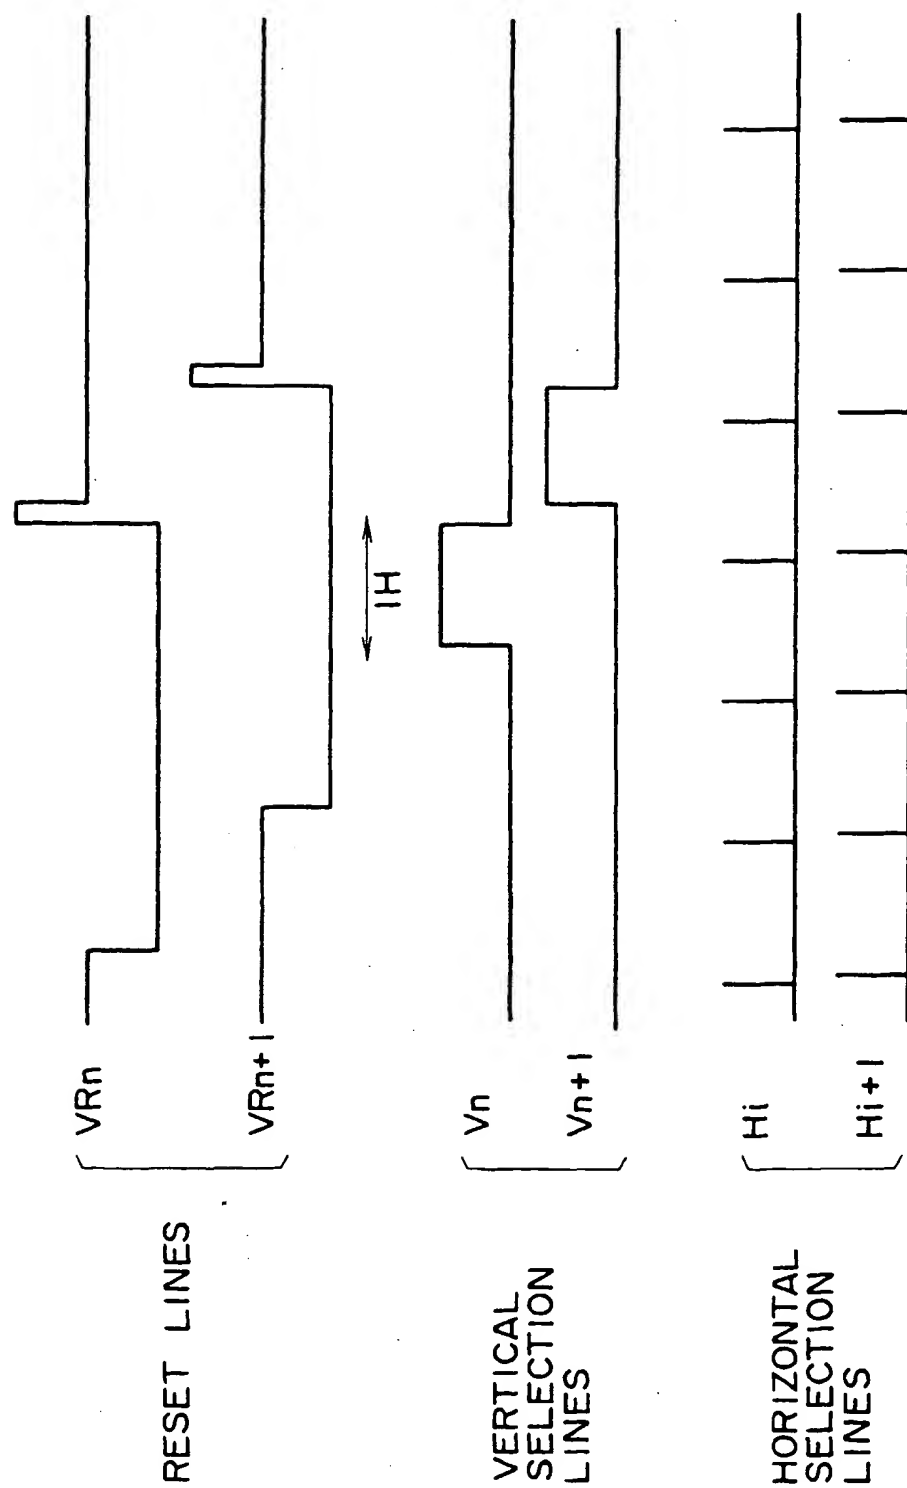 RESET LINES
VRn
VRn+1
1H
VERTICAL
SELECTION
LINES
Vn
Vn+1
HORIZONTAL
SELECTION
LINES
Hi
Hi+1